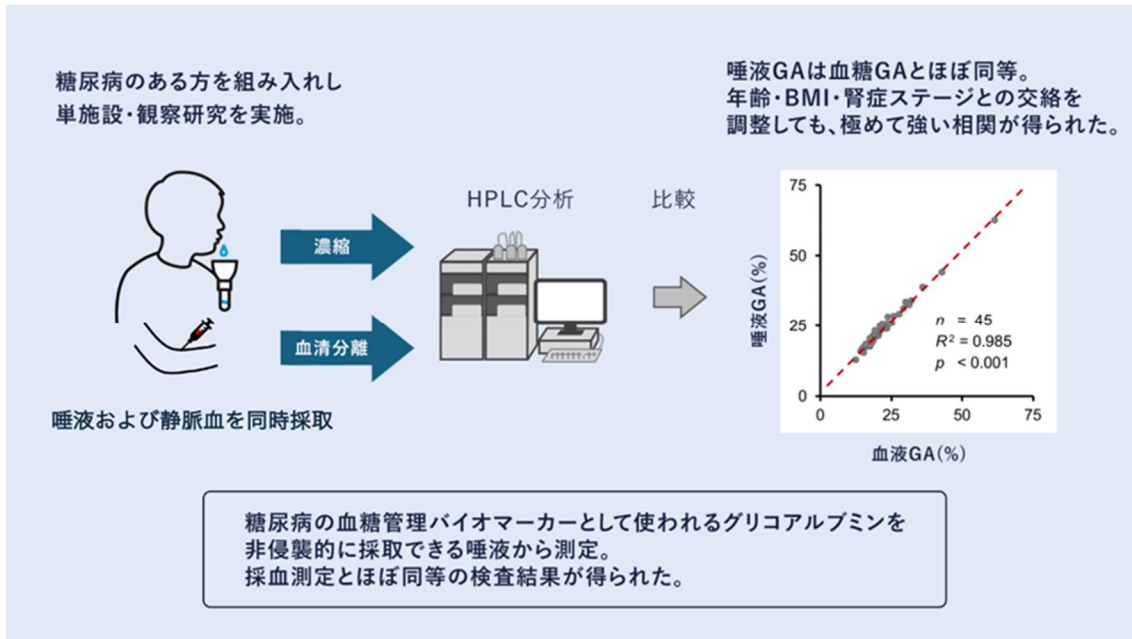 糖尿病のある方を組み入れし
単施設・観察研究を実施。
唾液GAは血糖GAとほぼ同等。
年齢・BMI・腎症ステージとの交絡を
調整しても、極めて強い相関が得られた。
濃縮
血清分離
HPLC分析
比較
唾液および静脈血を同時採取
唾液GA(%)
75
50
25
0
n = 45
R² = 0.985
p < 0.001
0 25 50 75
血液GA(%)
糖尿病の血糖管理バイオマーカーとして使われるグリコアルブミンを
非侵襲的に採取できる唾液から測定。
採血測定とほぼ同等の検査結果が得られた。